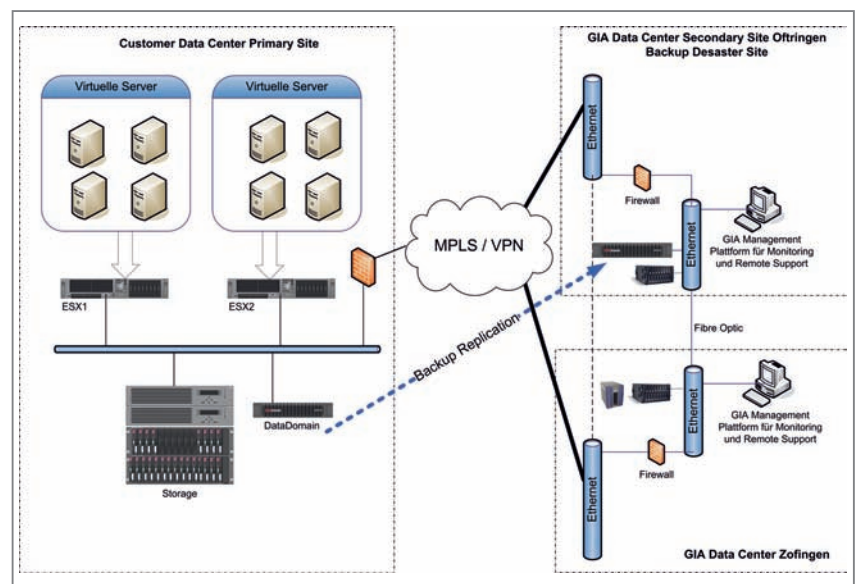 Customer Data Center Primary Site
Virtuelle Server
Virtuelle Server
ESX1
ESX2
DataDomain
Storage
MPLS / VPN
Backup Replication
GIA Data Center Secondary Site Oftringen
Backup Desaster Site
Ethernet
Firewall
Ethernet
GIA Management
Plattform für Monitoring
und Remote Support
Fibre Optic
Ethernet
GIA Management
Plattform für Monitoring
und Remote Support
Firewall
Ethernet
GIA Data Center Zofingen